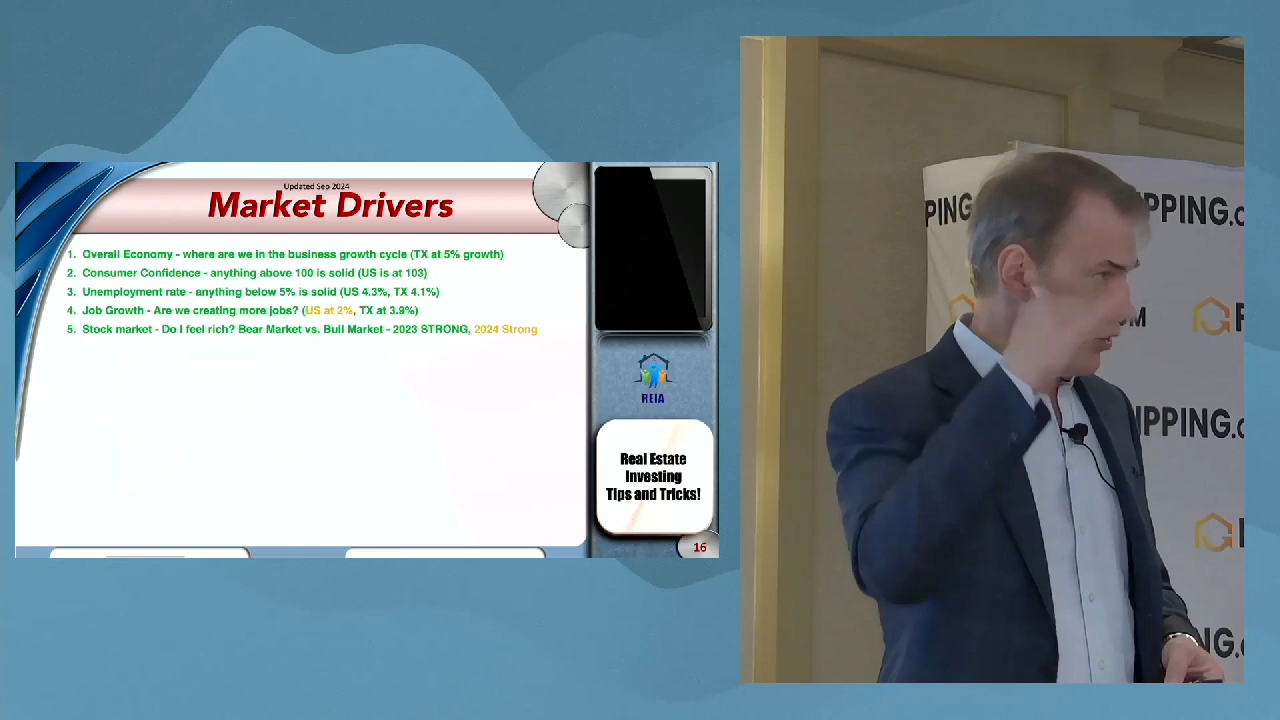 Updated Sep 2024
Market Drivers
1. Overall Economy - where are we in the business growth cycle (TX at 5% growth)
2. Consumer Confidence - anything above 100 is solid (US is at 103)
3. Unemployment rate - anything below 5% is solid (US 4.3%, TX 4.1%)
4. Job Growth - Are we creating more jobs? (US at 2%, TX at 3.9%)
5. Stock market - Do I feel rich? Bear Market vs. Bull Market - 2023 STRONG, 2024 Strong
REIA
Real Estate
Investing
Tips and Tricks!
16
PING
PPING.c
OM
F
IPPING.c
NG.c